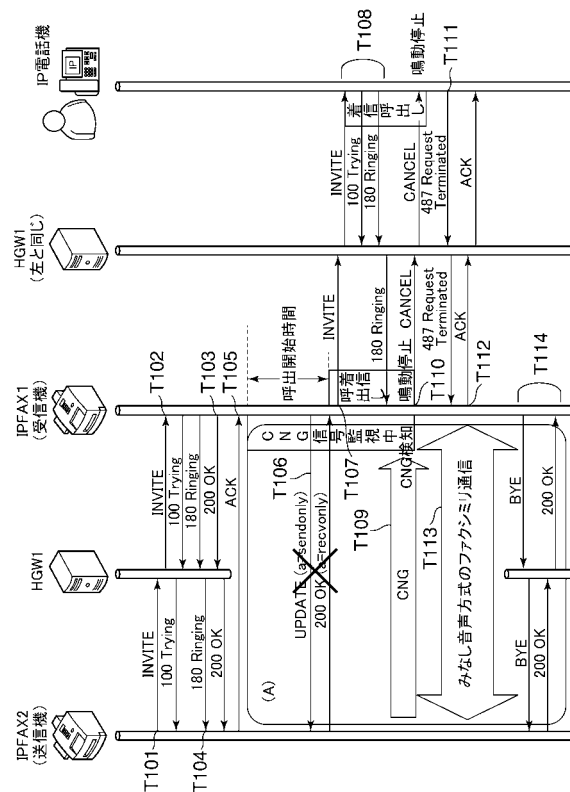 IPFAX2
(送信機)
HGW1
IPFAX1
(受信機)
HGW1
(左と同じ)
IP電話機
IP
T101
INVITE
INVITE
T102
100 Trying
100 Trying
180 Ringing
180 Ringing
T103
T104
200 OK
200 OK
T105
ACK
(A)
呼出開始時間
CNG信号監視中
T106
UPDATE (a=sendonly)
200 OK (a=recvonly)
T107
INVITE
INVITE
100 Trying
180 Ringing
180 Ringing
T108
着信呼出し
着信呼出
T109
CNG
CNG検知
鳴動停止
T110
CANCEL
CANCEL
鳴動停止
487 Request
Terminated
487 Request
Terminated
T111
ACK
ACK
T112
T113
みなし音声方式のファクシミリ通信
BYE
BYE
200 OK
200 OK
T114